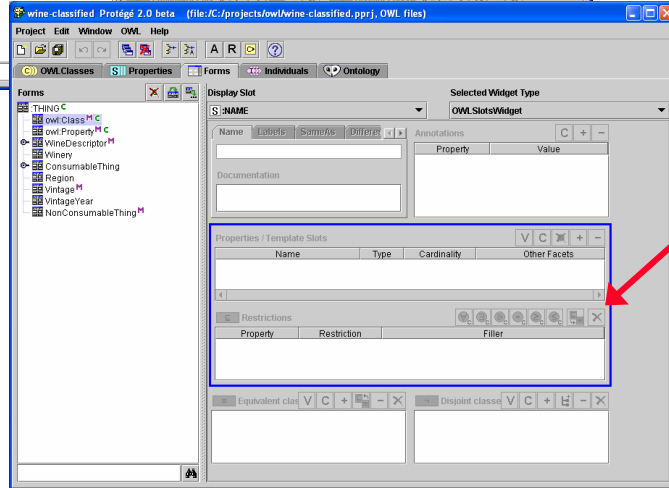 wine-classified Protégé 2.0 beta (file:/C:/projects/owl/wine-classified.pprj, OWL files)
Project Edit Window OWL Help
A R C ?
C OWLClasses S Properties Forms Individuals Ontology
Forms
Display Slot Selected Widget Type
:THING C
S :NAME OWLSlotsWidget
owl:Class M C
owl:Property M C
WineDescriptor M
Winery
ConsumableThing
Region
Vintage M
VintageYear
NonConsumableThing M
Name Labels SameAs Differe
Annotations C + −
Property Value
Documentation
Properties / Template Slots V C + −
Name Type Cardinality Other Facets
C Restrictions
Property Restriction Filler
= Equivalent clas V C + −
¬ Disjoint classe V C + −